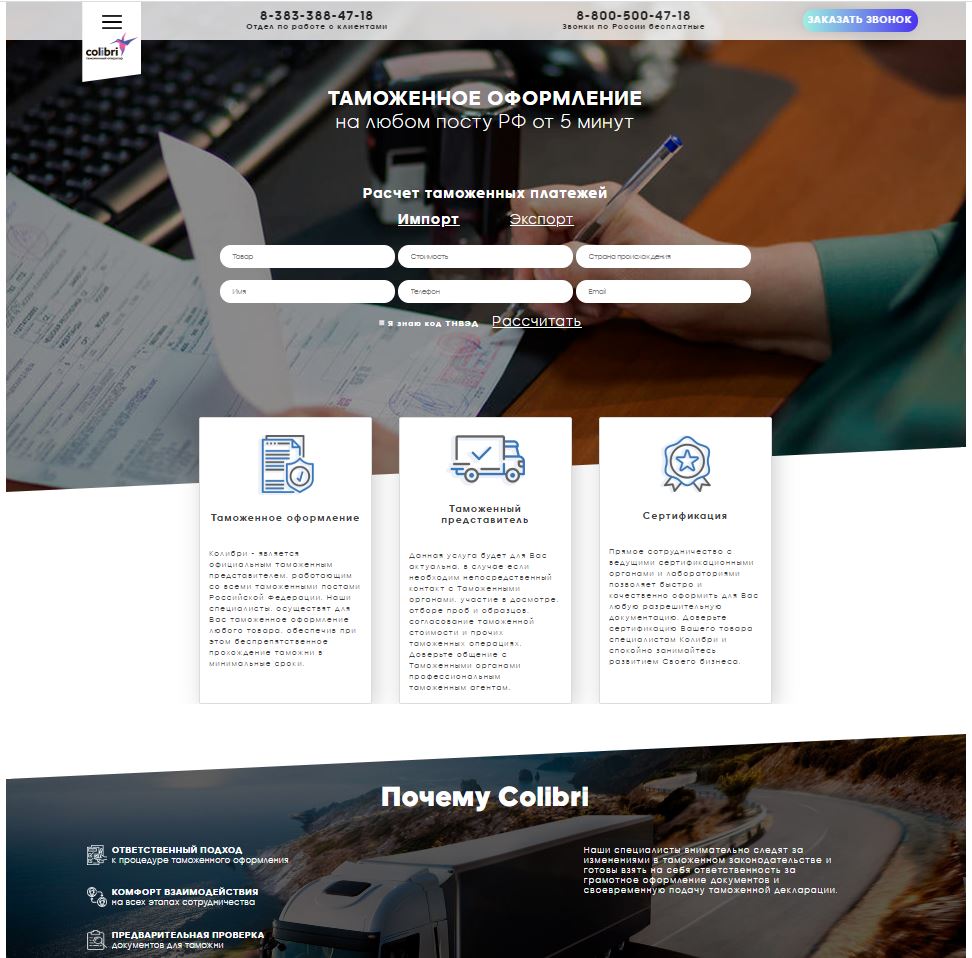 8-383-388-47-18
Отдел по работе с клиентами
8-800-500-47-18
Звонки по России бесплатные
ЗАКАЗАТЬ ЗВОНОК
colibri
таможенный оператор
ТАМОЖЕННОЕ ОФОРМЛЕНИЕ
на любом посту РФ от 5 минут
Расчет таможенных платежей
Импорт Экспорт
Товар Стоимость Страна происхождения
Имя Телефон Email
Я знаю код ТНВЭД Рассчитать
Таможенное оформление
Колибри - является
официальным таможенным
представителем, работающим
со всеми таможенными постами
Российской Федерации. Наши
специалисты, осуществят для
Вас таможенное оформление
любого товара, обеспечив при
этом беспрепятственное
прохождение таможни в
минимальные сроки.
Таможенный
представитель
Данная услуга будет для Вас
актуальна, в случае если
необходим непосредственный
контакт с Таможенными
органами, участие в досмотре,
отборе проб и образцов,
согласование таможенной
стоимости и прочих
таможенных операциях.
Доверьте общение с
Таможенными органами
профессиональным
таможенным агентам.
Сертификация
Прямое сотрудничество с
ведущими сертификационными
органами и лабораториями
позволяет быстро и
качественно оформить для Вас
любую разрешительную
документацию. Доверьте
сертификацию Вашего товара
специалистам Колибри и
спокойно занимайтесь
развитием Своего бизнеса.
Почему Colibri
ОТВЕТСТВЕННЫЙ ПОДХОД
к процедуре таможенного оформления
КОМФОРТ ВЗАИМОДЕЙСТВИЯ
на всех этапах сотрудничества
ПРЕДВАРИТЕЛЬНАЯ ПРОВЕРКА
документов для таможни
Наши специалисты внимательно следят за
изменениями в таможенном законодательстве и
готовы взять на себя ответственность за
грамотное оформление документов и
своевременную подачу таможенной декларации.